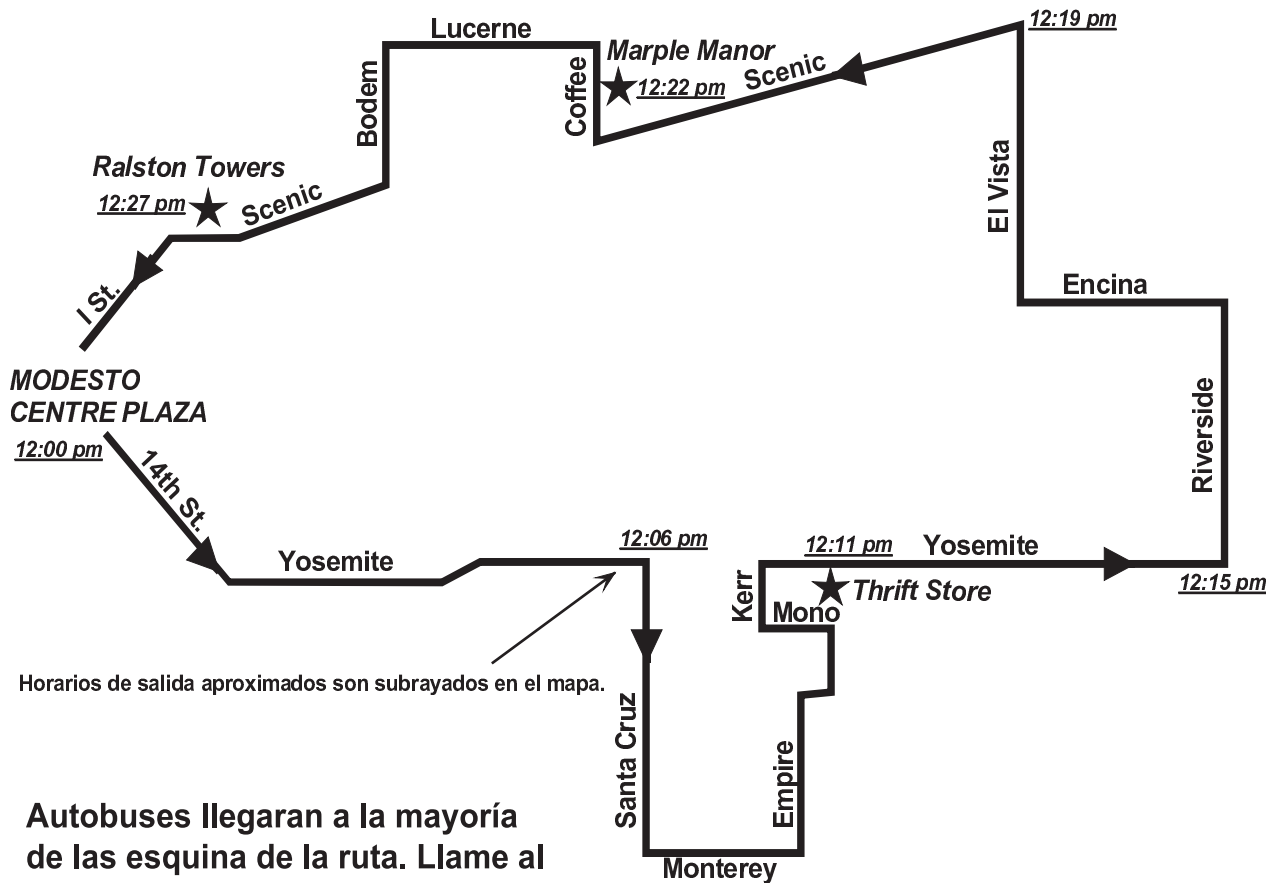 12:19 pm
Lucerne
Marple Manor
12:22 pm
Scenic
Coffee
Bodem
Ralston Towers
12:27 pm
Scenic
El Vista
Encina
I St.
MODESTO
CENTRE PLAZA
12:00 pm
14th St.
Riverside
Yosemite
12:06 pm
12:11 pm
Yosemite
12:15 pm
Kerr
Mono
Thrift Store
Horarios de salida aproximados son subrayados en el mapa.
Santa Cruz
Empire
Monterey
Autobuses llegaran a la mayoría
de las esquina de la ruta. Llame al